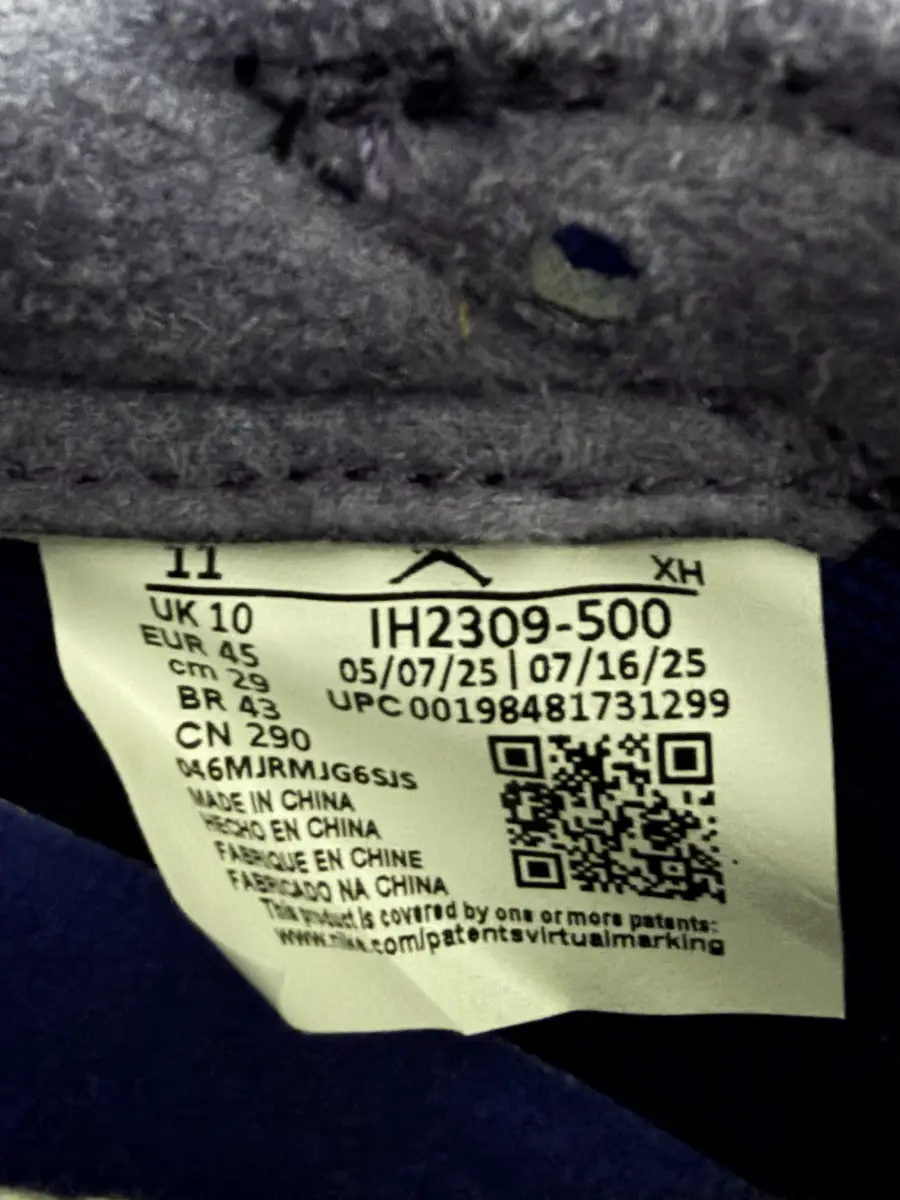 11
XH
UK 10
EUR 45
cm 29
BR 43
CN 290
IH2309-500
05/07/25 | 07/16/25
UPC 00198481731299
046MJRMJG6SJS
MADE IN CHINA
HECHO EN CHINA
FABRIQUE EN CHINE
FABRICADO NA CHINA
This product is covered by one or more patents:
www.nike.com/patentsvirtualmarking